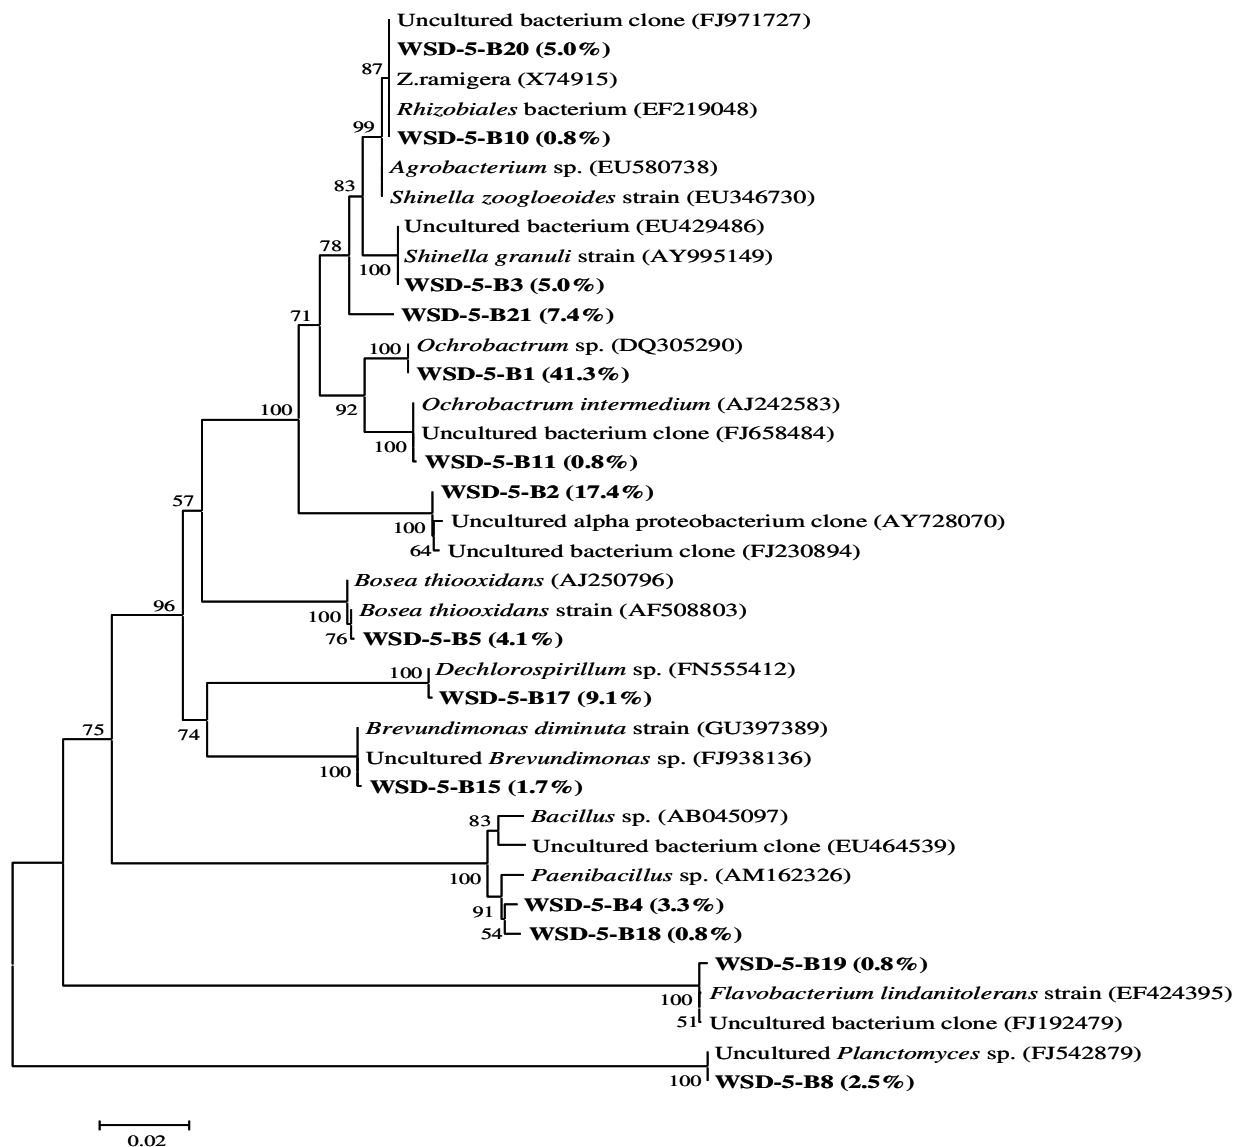 Uncultured bacterium clone (FJ971727)
WSD-5-B20 (5.0%)
87
Z.ramigera (X74915)
Rhizobiales bacterium (EF219048)
99
WSD-5-B10 (0.8%)
Agrobacterium sp. (EU580738)
83
Shinella zoogloeoides strain (EU346730)
Uncultured bacterium (EU429486)
78
Shinella granuli strain (AY995149)
100
WSD-5-B3 (5.0%)
71
WSD-5-B21 (7.4%)
100
Ochrobactrum sp. (DQ305290)
WSD-5-B1 (41.3%)
92
Ochrobactrum intermedium (AJ242583)
100
Uncultured bacterium clone (FJ658484)
100
WSD-5-B11 (0.8%)
WSD-5-B2 (17.4%)
57
Uncultured alpha proteobacterium clone (AY728070)
100
64
Uncultured bacterium clone (FJ230894)
Bosea thiooxidans (AJ250796)
96
100
Bosea thiooxidans strain (AF508803)
76
WSD-5-B5 (4.1%)
100
Dechlorospirillum sp. (FN555412)
WSD-5-B17 (9.1%)
75
74
Brevundimonas diminuta strain (GU397389)
Uncultured Brevundimonas sp. (FJ938136)
100
WSD-5-B15 (1.7%)
83
Bacillus sp. (AB045097)
Uncultured bacterium clone (EU464539)
100
Paenibacillus sp. (AM162326)
91
WSD-5-B4 (3.3%)
54
WSD-5-B18 (0.8%)
WSD-5-B19 (0.8%)
100
Flavobacterium lindanitolerans strain (EF424395)
51
Uncultured bacterium clone (FJ192479)
Uncultured Planctomyces sp. (FJ542879)
100
WSD-5-B8 (2.5%)
0.02